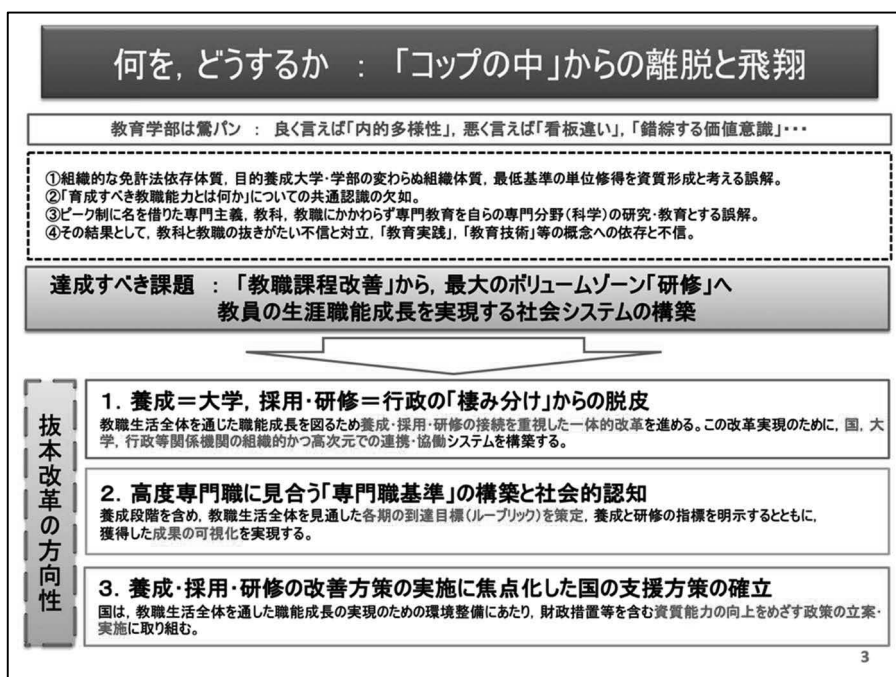 何を，どうするか ： 「コップの中」からの離脱と飛翔
教育学部は鶯パン ： 良く言えば「内的多様性」，悪く言えば「看板違い」，「錯綜する価値意識」･･･
①組織的な免許法依存体質，目的養成大学・学部の変わらぬ組織体質，最低基準の単位修得を資質形成と考える誤解。
②「育成すべき教職能力とは何か」についての共通認識の欠如。
③ピーク制に名を借りた専門主義，教科，教職にかかわらず専門教育を自らの専門分野（科学）の研究・教育とする誤解。
④その結果として，教科と教職の抜きがたい不信と対立，「教育実践」，「教育技術」等の概念への依存と不信。
達成すべき課題 ： 「教職課程改善」から，最大のボリュームゾーン「研修」へ
教員の生涯職能成長を実現する社会システムの構築
抜本改革の方向性
１．養成＝大学，採用・研修＝行政の「棲み分け」からの脱皮
教職生活全体を通じた職能成長を図るため養成・採用・研修の接続を重視した一体的改革を進める。この改革実現のために，国，大
学，行政等関係機関の組織的かつ高次元での連携・協働システムを構築する。
２．高度専門職に見合う「専門職基準」の構築と社会的認知
養成段階を含め，教職生活全体を見通した各期の到達目標（ルーブリック）を策定，養成と研修の指標を明示するとともに，
獲得した成果の可視化を実現する。
３．養成・採用・研修の改善方策の実施に焦点化した国の支援方策の確立
国は，教職生活全体を通した職能成長の実現のための環境整備にあたり，財政措置等を含む資質能力の向上をめざす政策の立案・
実施に取り組む。
3